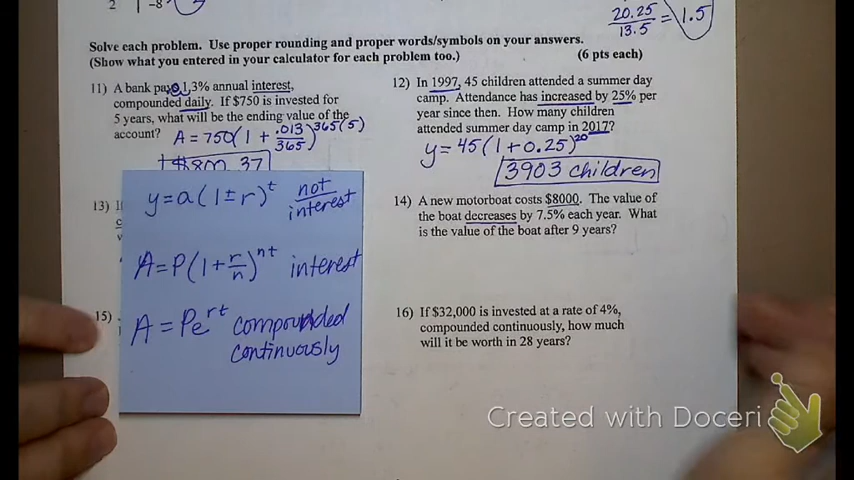 2 -8
20.25
13.5 = 1.5
Solve each problem. Use proper rounding and proper words/symbols on your answers.
(Show what you entered in your calculator for each problem too.) (6 pts each)
11) A bank pays 1.3% annual interest,
compounded daily. If $750 is invested for
5 years, what will be the ending value of the
account? A = 750(1 + .013/365)^365(5)
$800.37
12) In 1997, 45 children attended a summer day
camp. Attendance has increased by 25% per
year since then. How many children
attended summer day camp in 2017?
y = 45(1 + 0.25)^20
3903 children
13)
y = a(1 ± r)^t not interest
A = P(1 + r/n)^nt interest
A = Pe^rt compounded
continuously
14) A new motorboat costs $8000. The value of
the boat decreases by 7.5% each year. What
is the value of the boat after 9 years?
15)
16) If $32,000 is invested at a rate of 4%,
compounded continuously, how much
will it be worth in 28 years?
Created with Doceri